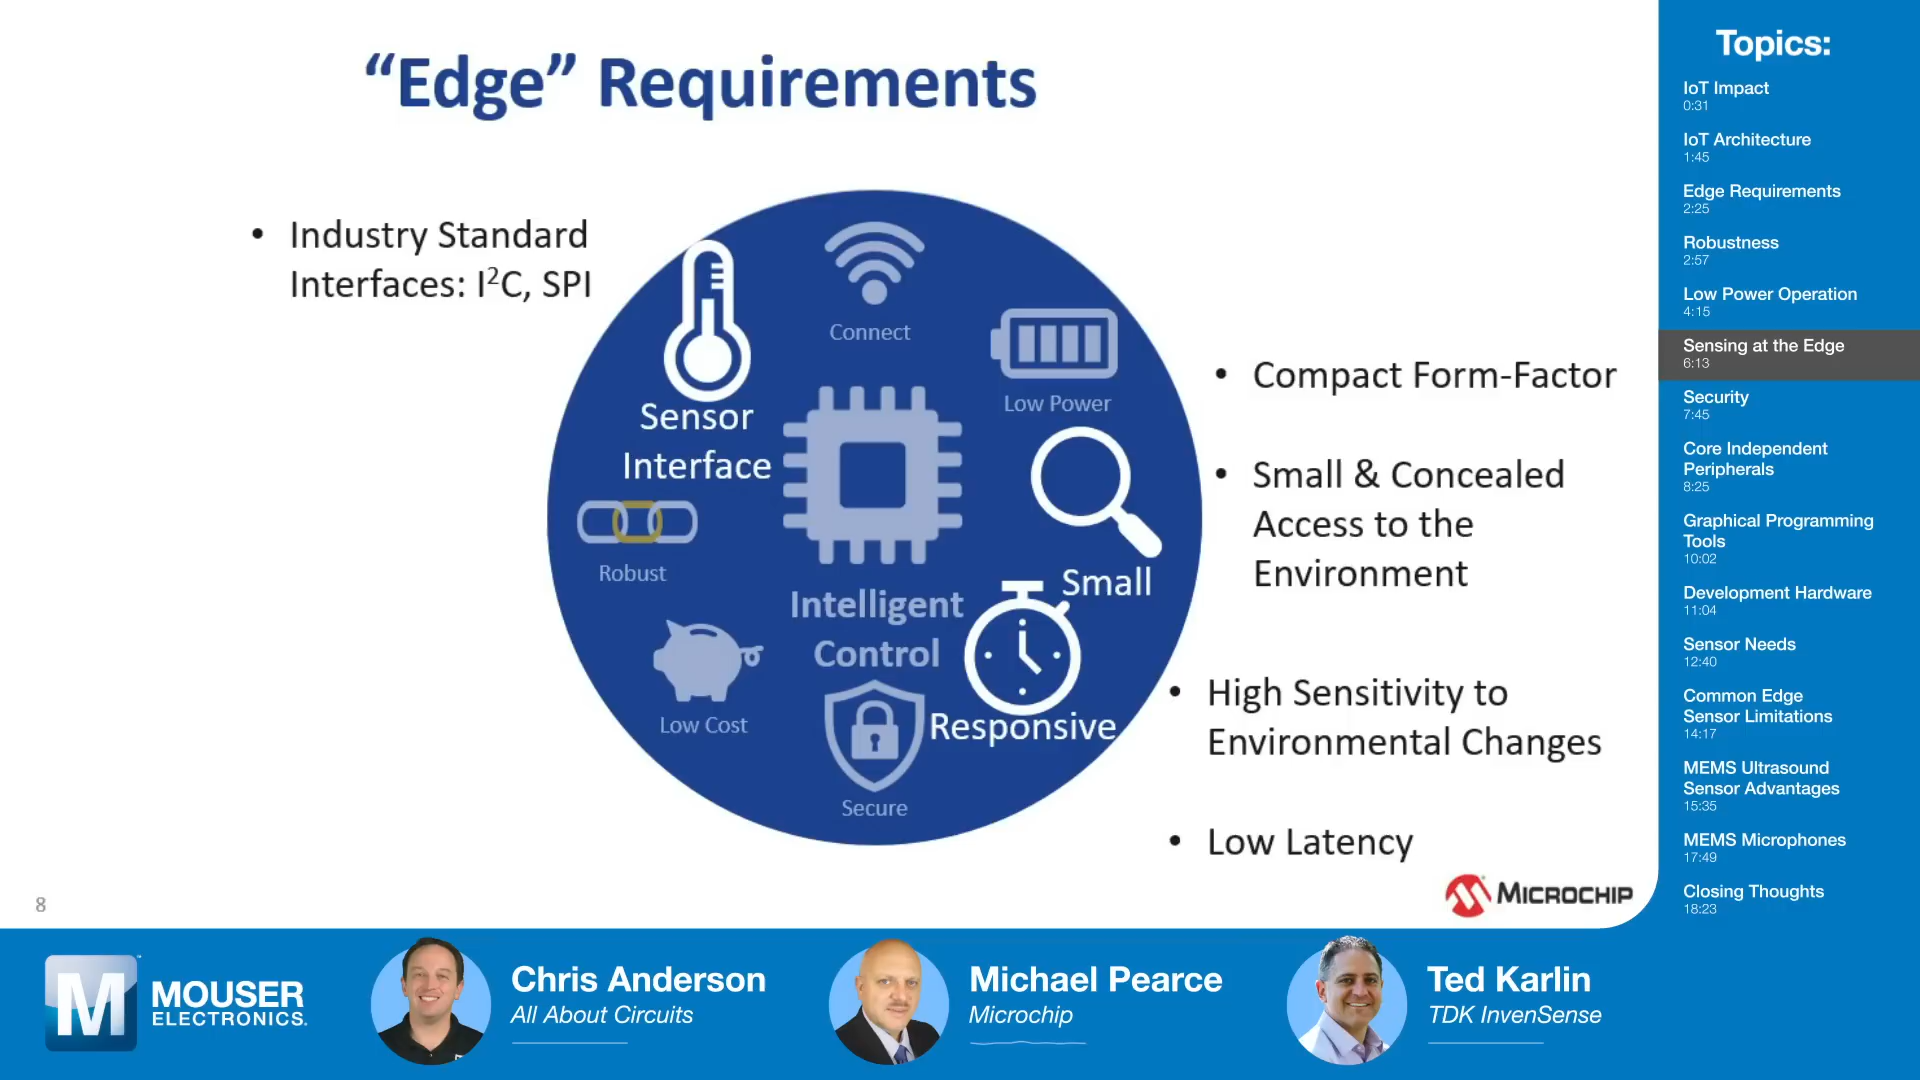 “Edge” Requirements
• Industry Standard
Interfaces: I²C, SPI
Connect
Low Power
Sensor
Interface
Small
Robust
Intelligent
Control
Low Cost
Responsive
Secure
• Compact Form-Factor
• Small & Concealed
Access to the
Environment
• High Sensitivity to
Environmental Changes
• Low Latency
MICROCHIP
8
Topics:
IoT Impact
0:31
IoT Architecture
1:45
Edge Requirements
2:25
Robustness
2:57
Low Power Operation
4:15
Sensing at the Edge
6:13
Security
7:45
Core Independent
Peripherals
8:25
Graphical Programming
Tools
10:02
Development Hardware
11:04
Sensor Needs
12:40
Common Edge
Sensor Limitations
14:17
MEMS Ultrasound
Sensor Advantages
15:35
MEMS Microphones
17:49
Closing Thoughts
18:23
M
™
MOUSER
ELECTRONICS.
Chris Anderson
All About Circuits
Michael Pearce
Microchip
Ted Karlin
TDK InvenSense